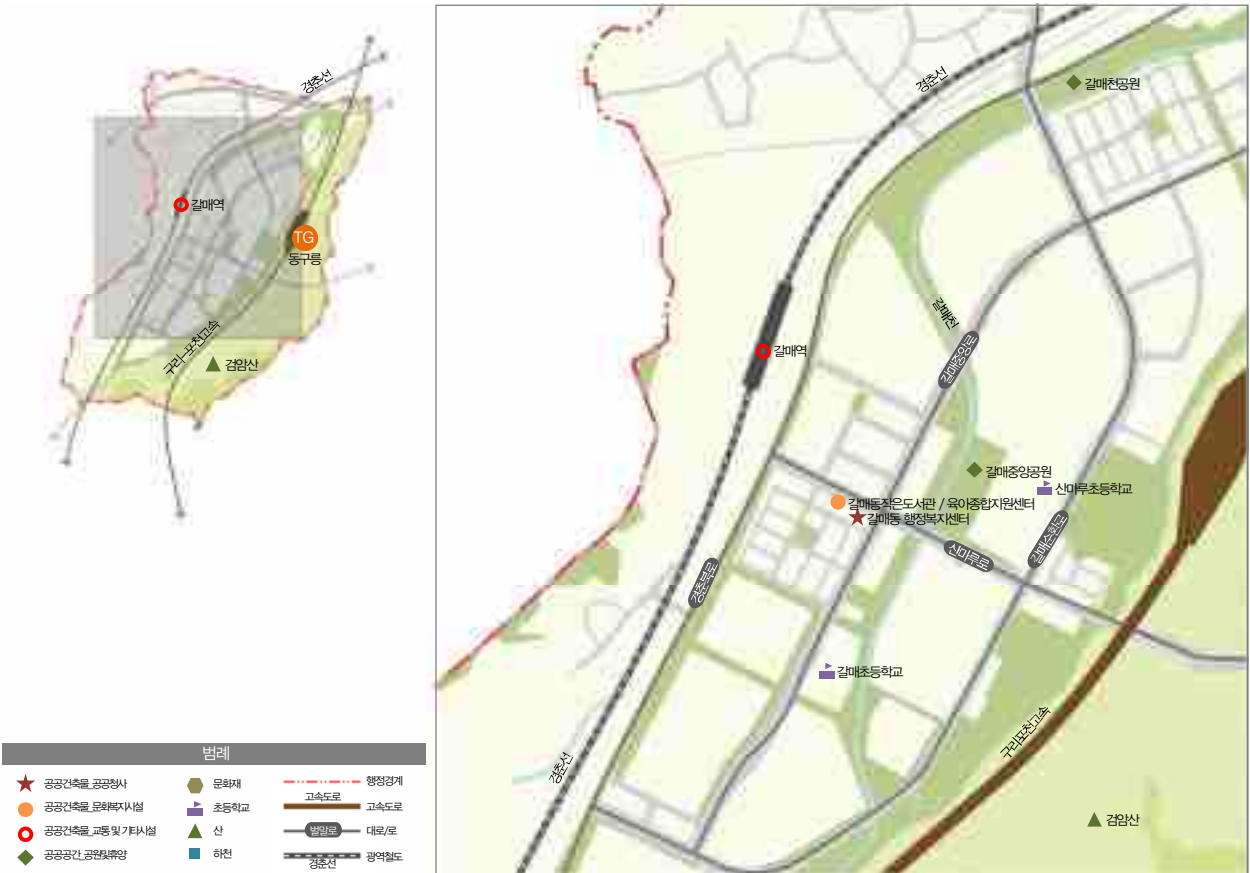 경춘선
갈매역
TG
동구릉
구리-포천고속
검암산
경춘선
갈매천공원
갈매천
갈매역
갈매중앙로
갈매중앙공원
산마루초등학교
갈매동작은도서관 / 육아종합지원센터
갈매동 행정복지센터
갈매순환로
산마루로
경춘북로
갈매초등학교
구리포천고속
경춘선
검암산
범례
공공건축물_공공청사
문화재
행정경계
공공건축물_문화복지시설
초등학교
고속도로
고속도로
공공건축물_교통 및 기타시설
산
벌말로
대로/로
공공공간_공원및휴양
하천
경춘선
광역철도